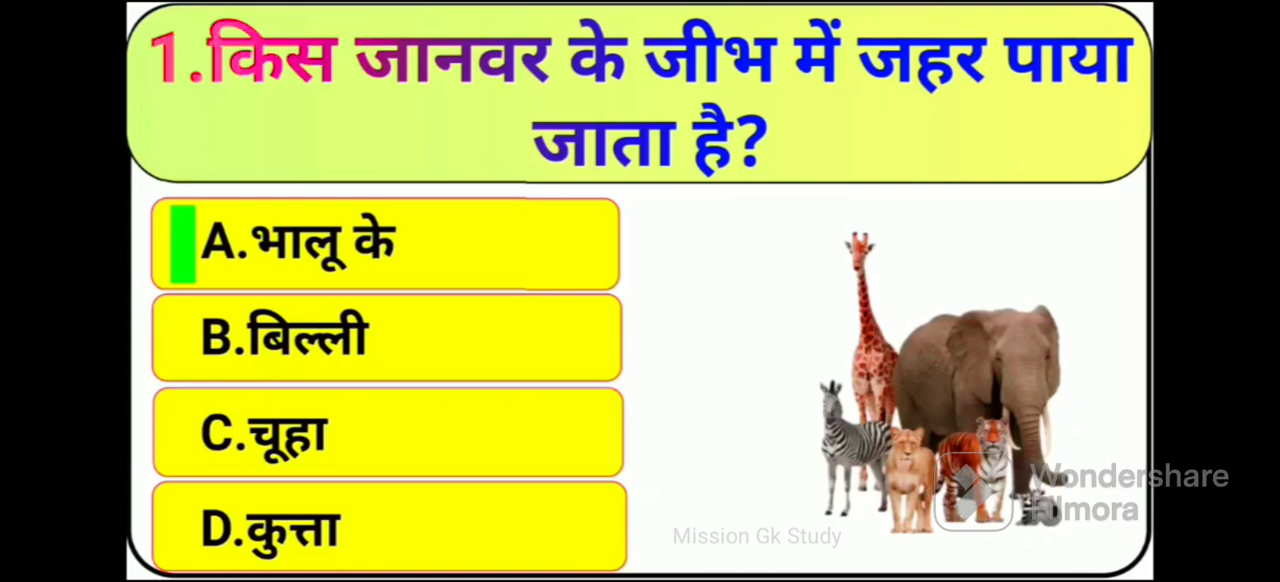 1.किस जानवर के जीभ में जहर पाया
जाता है?
A.भालू के
B.बिल्ली
C.चूहा
D.कुत्ता
Wondershare
Filmora
Mission Gk Study